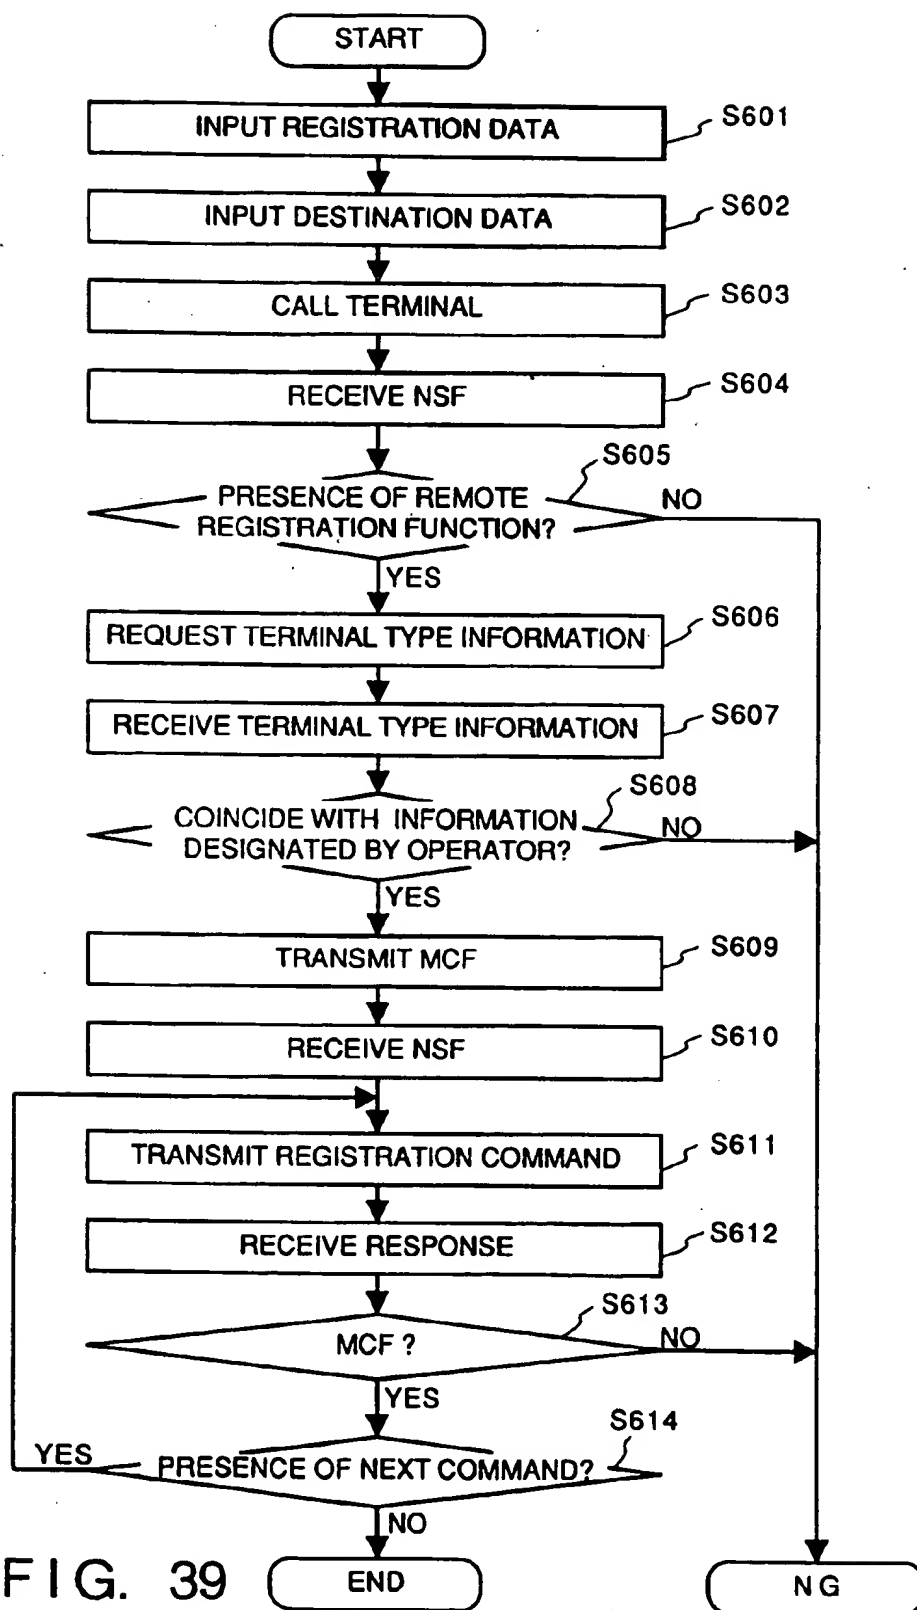 START
INPUT REGISTRATION DATA
S601
INPUT DESTINATION DATA
S602
CALL TERMINAL
S603
RECEIVE NSF
S604
S605
PRESENCE OF REMOTE
REGISTRATION FUNCTION?
NO
YES
REQUEST TERMINAL TYPE INFORMATION
S606
RECEIVE TERMINAL TYPE INFORMATION
S607
S608
COINCIDE WITH INFORMATION
DESIGNATED BY OPERATOR?
NO
YES
TRANSMIT MCF
S609
RECEIVE NSF
S610
TRANSMIT REGISTRATION COMMAND
S611
RECEIVE RESPONSE
S612
S613
MCF ?
NO
YES
S614
YES
PRESENCE OF NEXT COMMAND?
NO
FIG. 39
END
NG